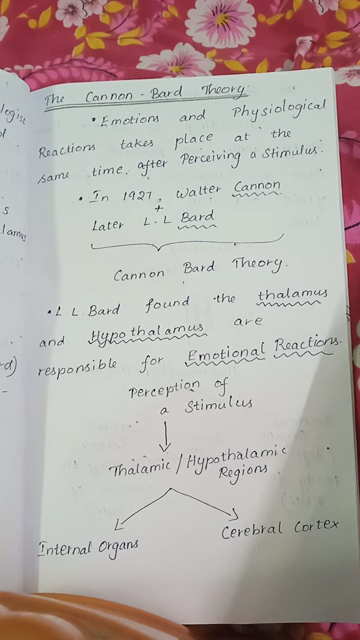 The Cannon - Bard Theory
• Emotions and Physiological
Reactions takes place at the
same time, after Perceiving a Stimulus.
• In 1927, Walter Cannon
+
Later L. L Bard
Cannon Bard Theory.
• L L. Bard found the thalamus
and Hypothalamus are
responsible for Emotional Reactions.
Perception of
a Stimulus
Thalamic / Hypothalamic
Regions
Internal Organs
Cerebral Cortex